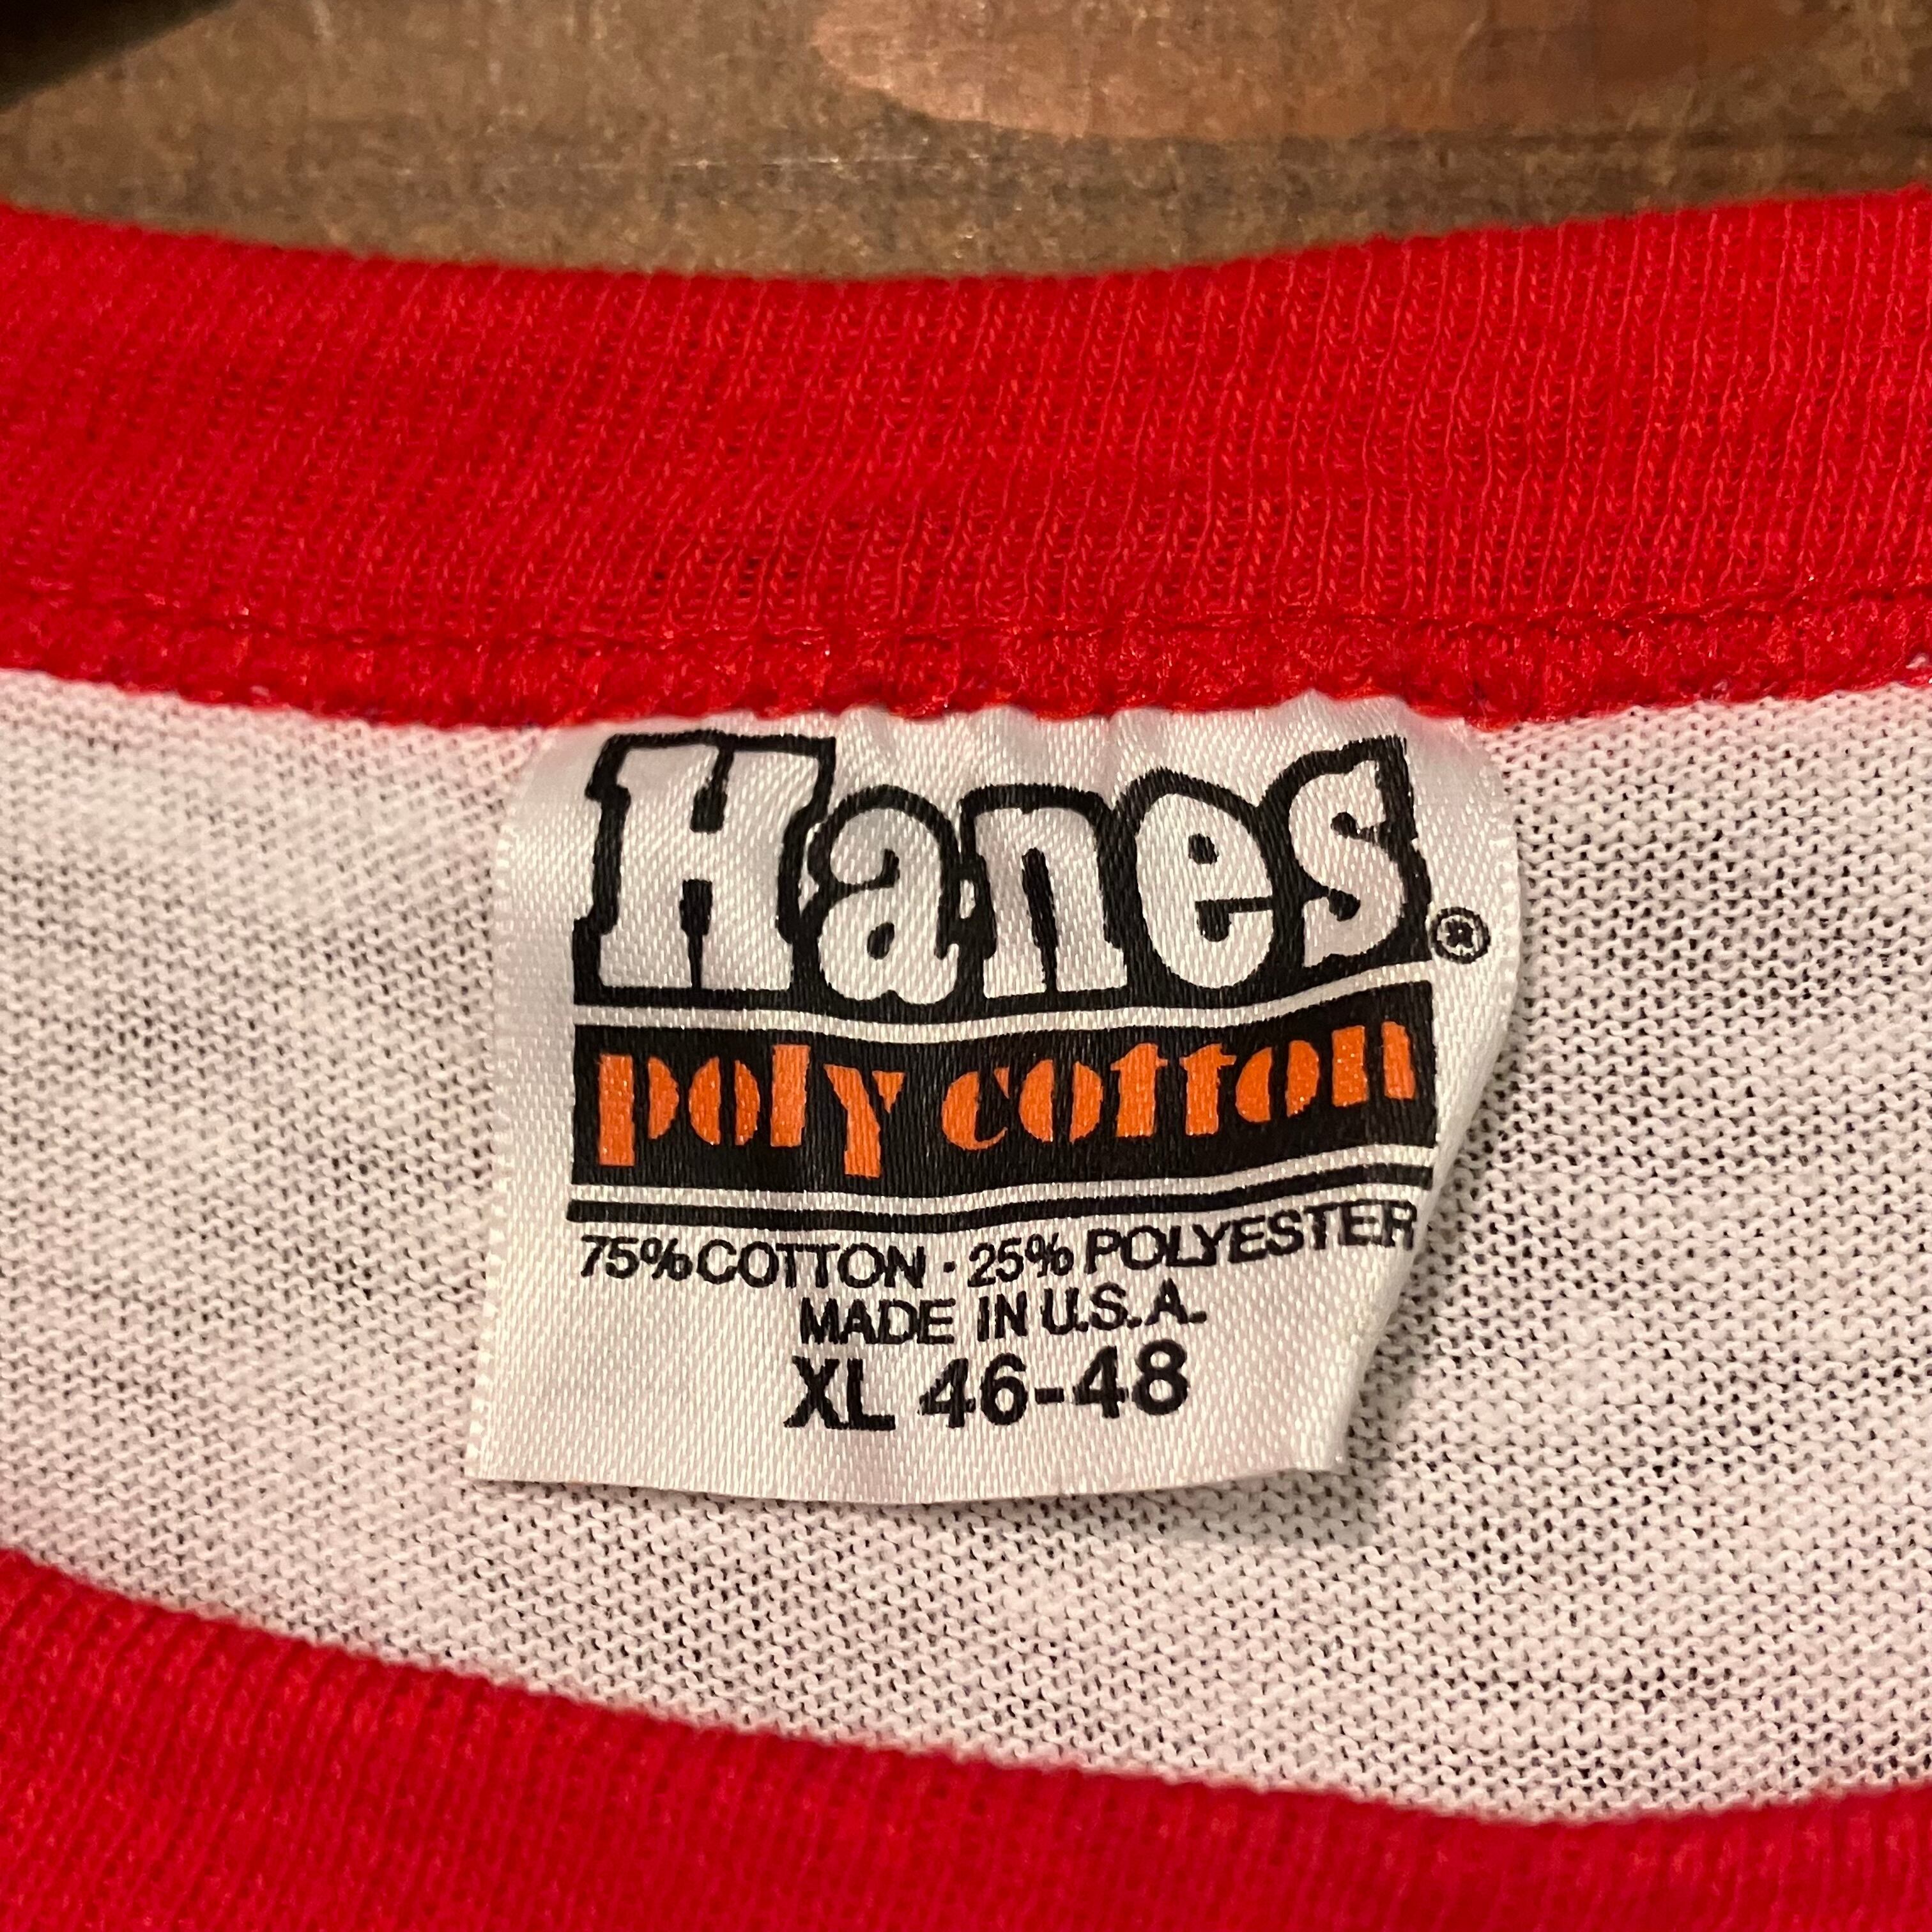 Hanes®
poly cotton
75% COTTON · 25% POLYESTER
MADE IN U.S.A.
XL 46-48